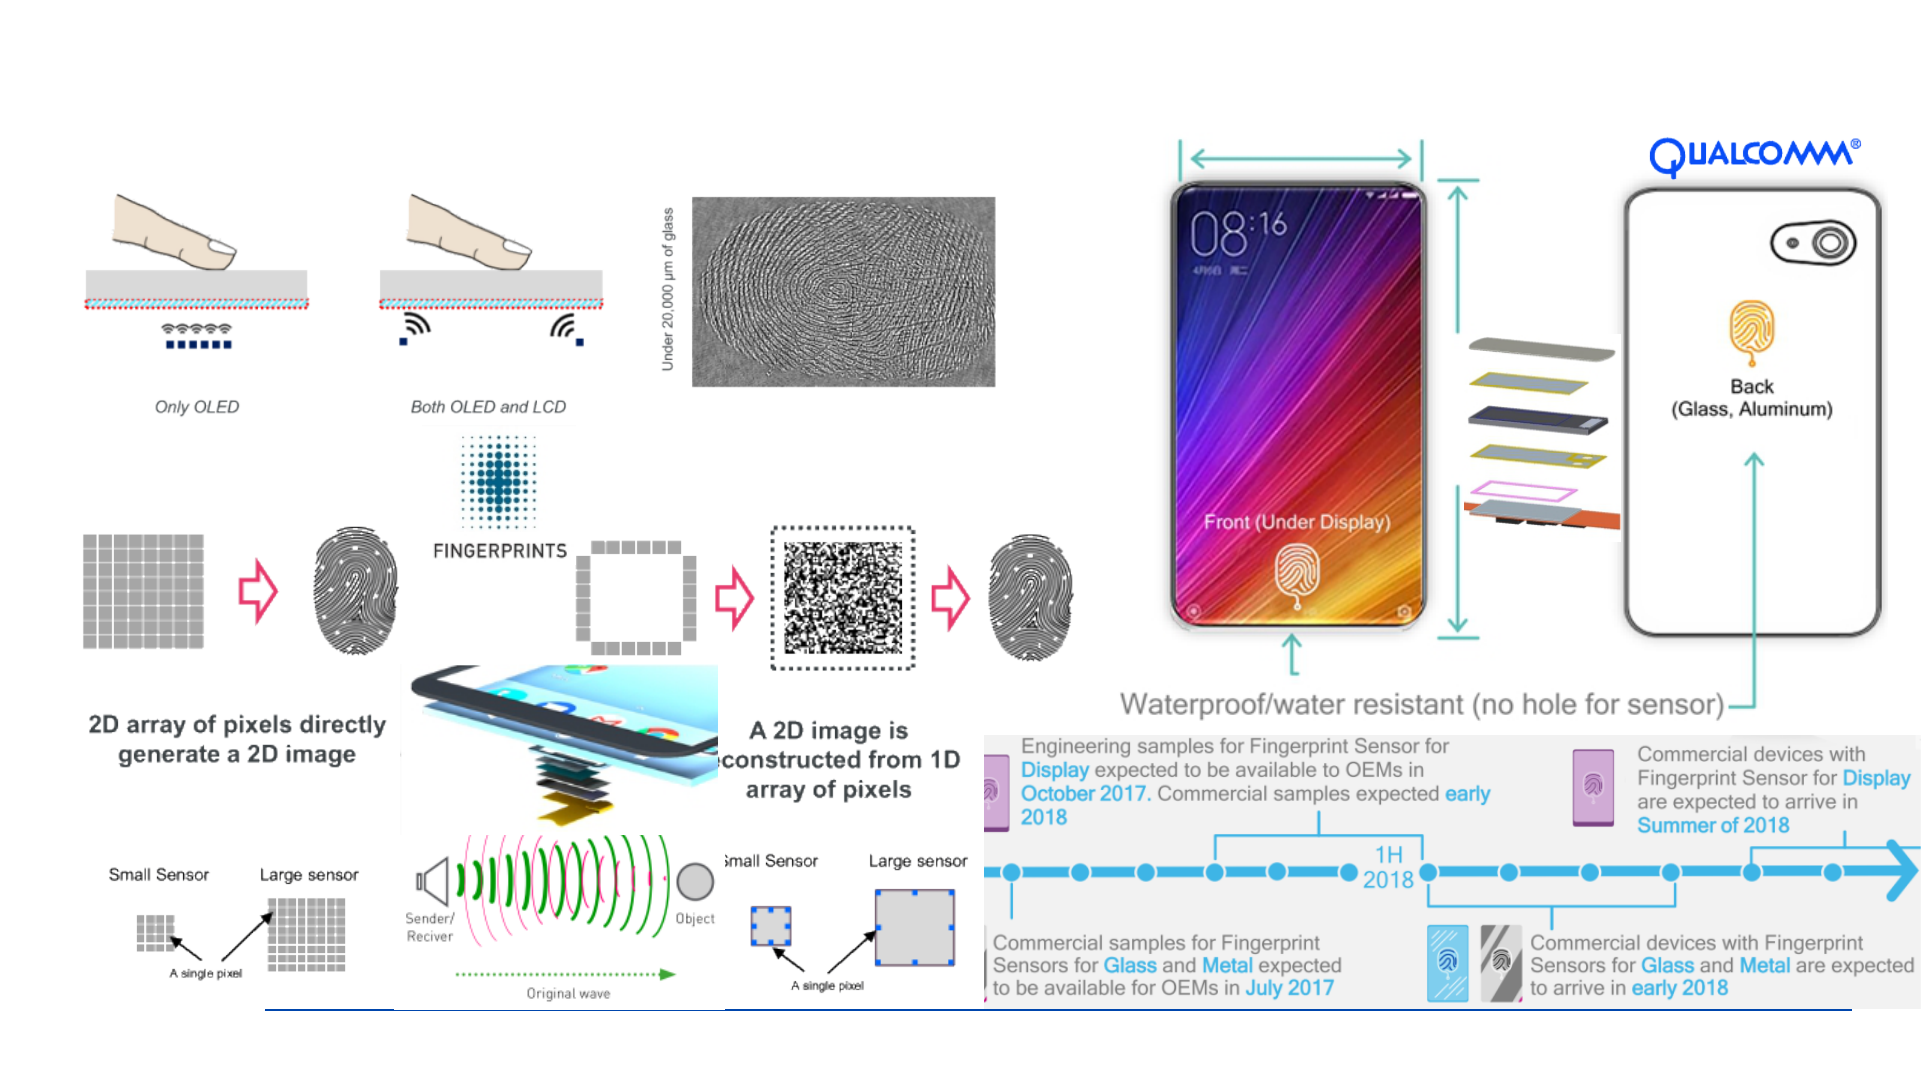 QUALCOMM®
Under 20,000 µm of glass
Only OLED
Both OLED and LCD
FINGERPRINTS
2D array of pixels directly
generate a 2D image
A 2D image is
constructed from 1D
array of pixels
Small Sensor
Large sensor
A single pixel
Sender/
Reciver
Object
Original wave
Small Sensor
Large sensor
A single pixel
08:16
Front (Under Display)
Back
(Glass, Aluminum)
Waterproof/water resistant (no hole for sensor)
Engineering samples for Fingerprint Sensor for
Display expected to be available to OEMs in
October 2017. Commercial samples expected early
2018
Commercial devices with
Fingerprint Sensor for Display
are expected to arrive in
Summer of 2018
1H
2018
Commercial samples for Fingerprint
Sensors for Glass and Metal expected
to be available for OEMs in July 2017
Commercial devices with Fingerprint
Sensors for Glass and Metal are expected
to arrive in early 2018